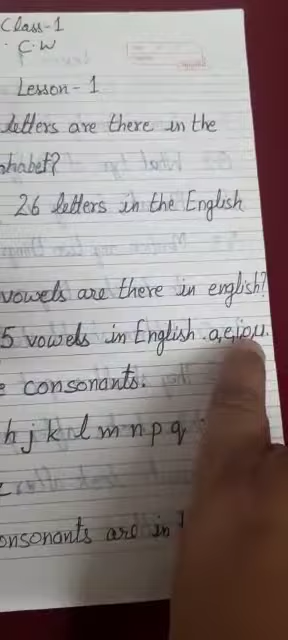 Class-1
C.W
Lesson-1
letters are there in the
phabet?
26 letters in the English
vowels are there in english?
5 vowels in English. a,e,i,o,u.
e consonants.
h j k l m n p q
onsonants are in